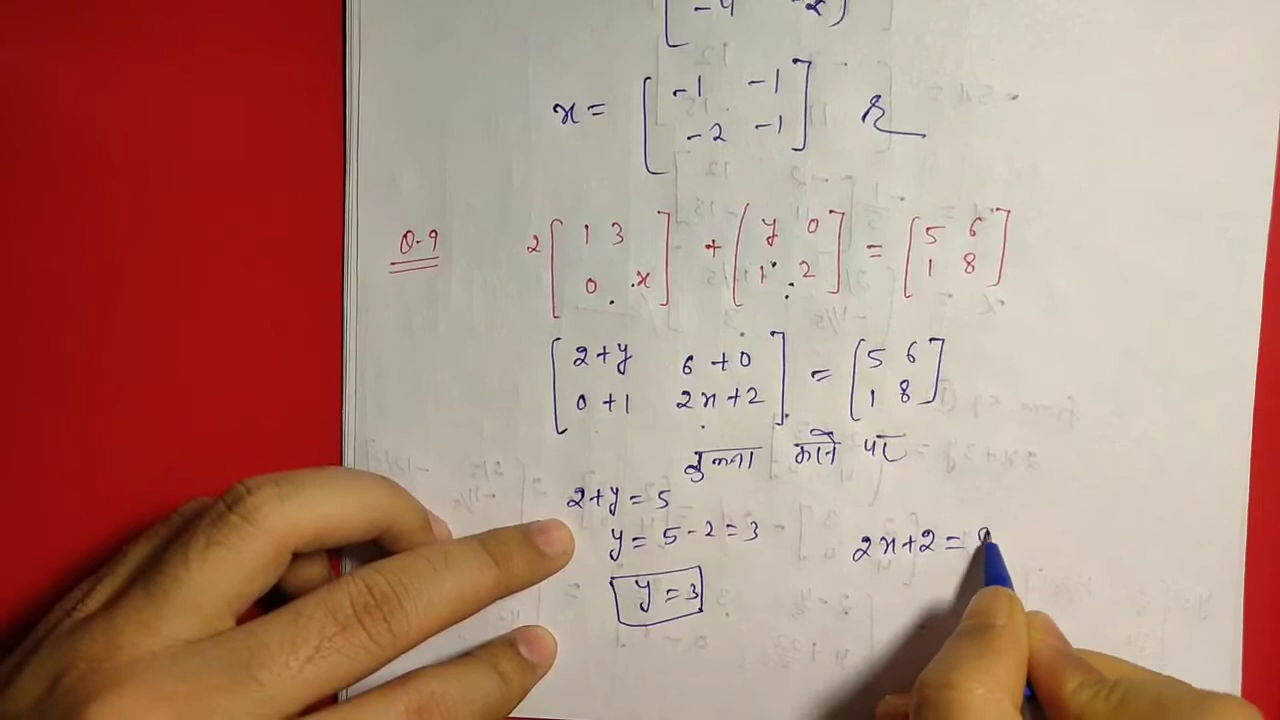 -4 -2
x = [ -1 -1
-2 -1 ]
Q-9 2 [ 1 3 + [ y 0 = [ 5 6
0 x ] 1 2 ] 1 8 ]
[ 2+y 6+0 = [ 5 6
0+1 2x+2 ] 1 8 ]
तुलना करने पर
2+y = 5
y = 5-2 = 3 2x+2 =
y = 3